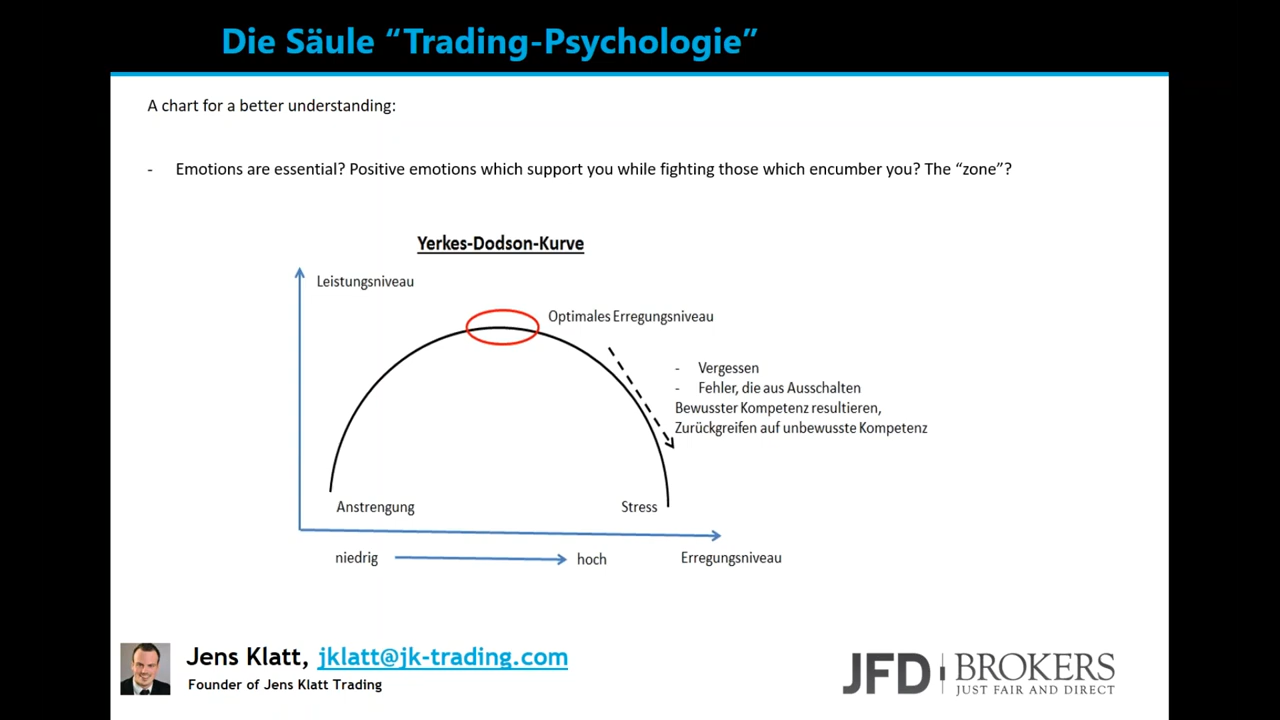 Die Säule “Trading-Psychologie”
A chart for a better understanding:
- Emotions are essential? Positive emotions which support you while fighting those which encumber you? The “zone”?
Yerkes-Dodson-Kurve
Leistungsniveau
Optimales Erregungsniveau
- Vergessen
- Fehler, die aus Ausschalten
Bewusster Kompetenz resultieren,
Zurückgreifen auf unbewusste Kompetenz
Anstrengung
Stress
niedrig
hoch
Erregungsniveau
Jens Klatt, jklatt@jk-trading.com
Founder of Jens Klatt Trading
JFD BROKERS
JUST FAIR AND DIRECT